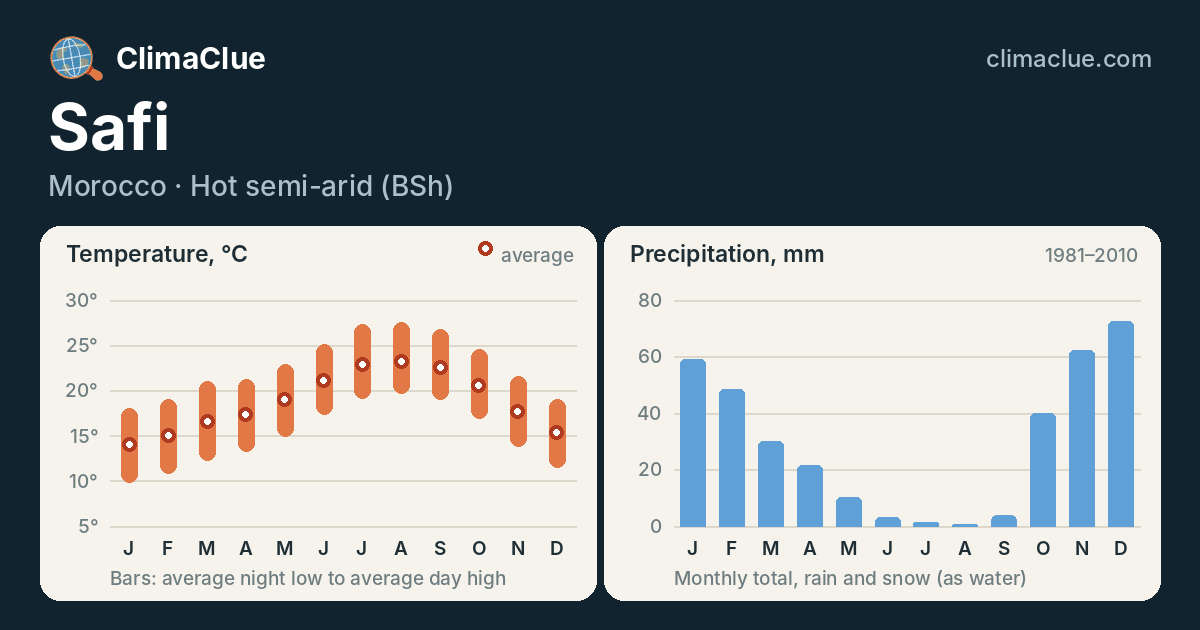 ClimaClue
climaclue.com
Safi
Morocco · Hot semi-arid (BSh)
Temperature, °C
average
30°
25°
20°
15°
10°
5°
J F M A M J J A S O N D
Bars: average night low to average day high
Precipitation, mm
1981–2010
80
60
40
20
0
J F M A M J J A S O N D
Monthly total, rain and snow (as water)